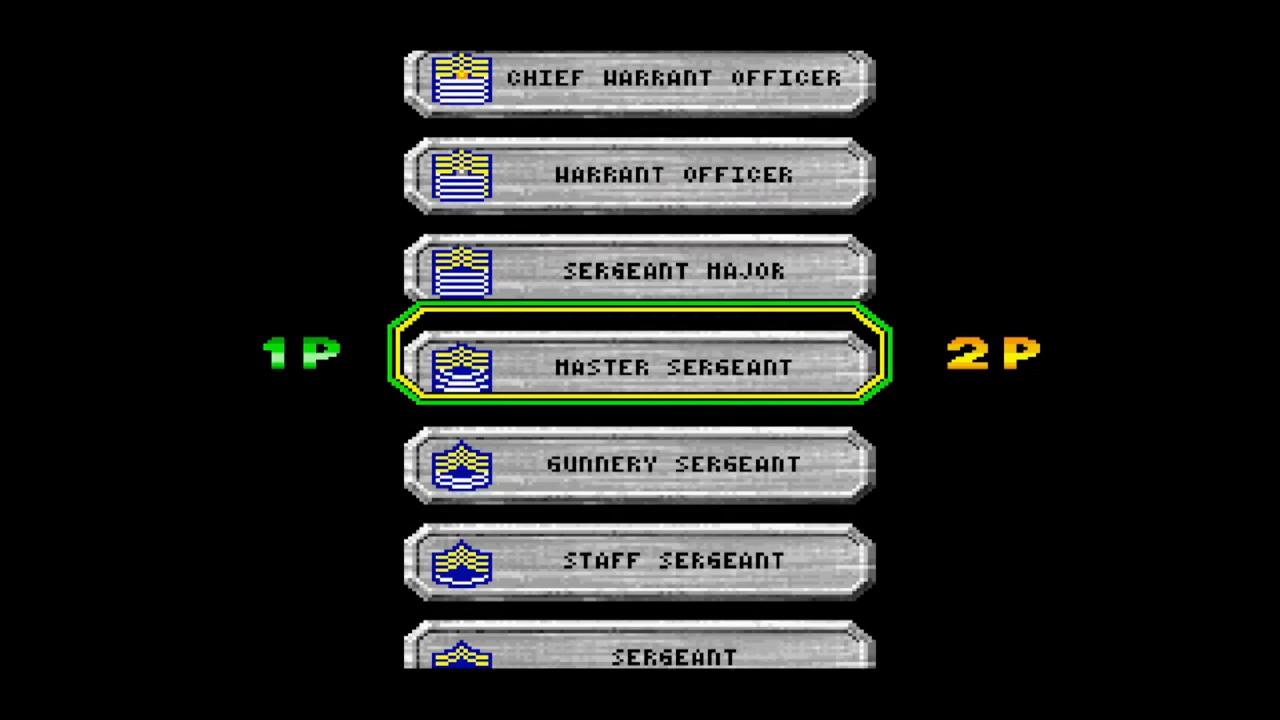 CHIEF WARRANT OFFICER
WARRANT OFFICER
SERGEANT MAJOR
1P MASTER SERGEANT 2P
GUNNERY SERGEANT
STAFF SERGEANT
SERGEANT